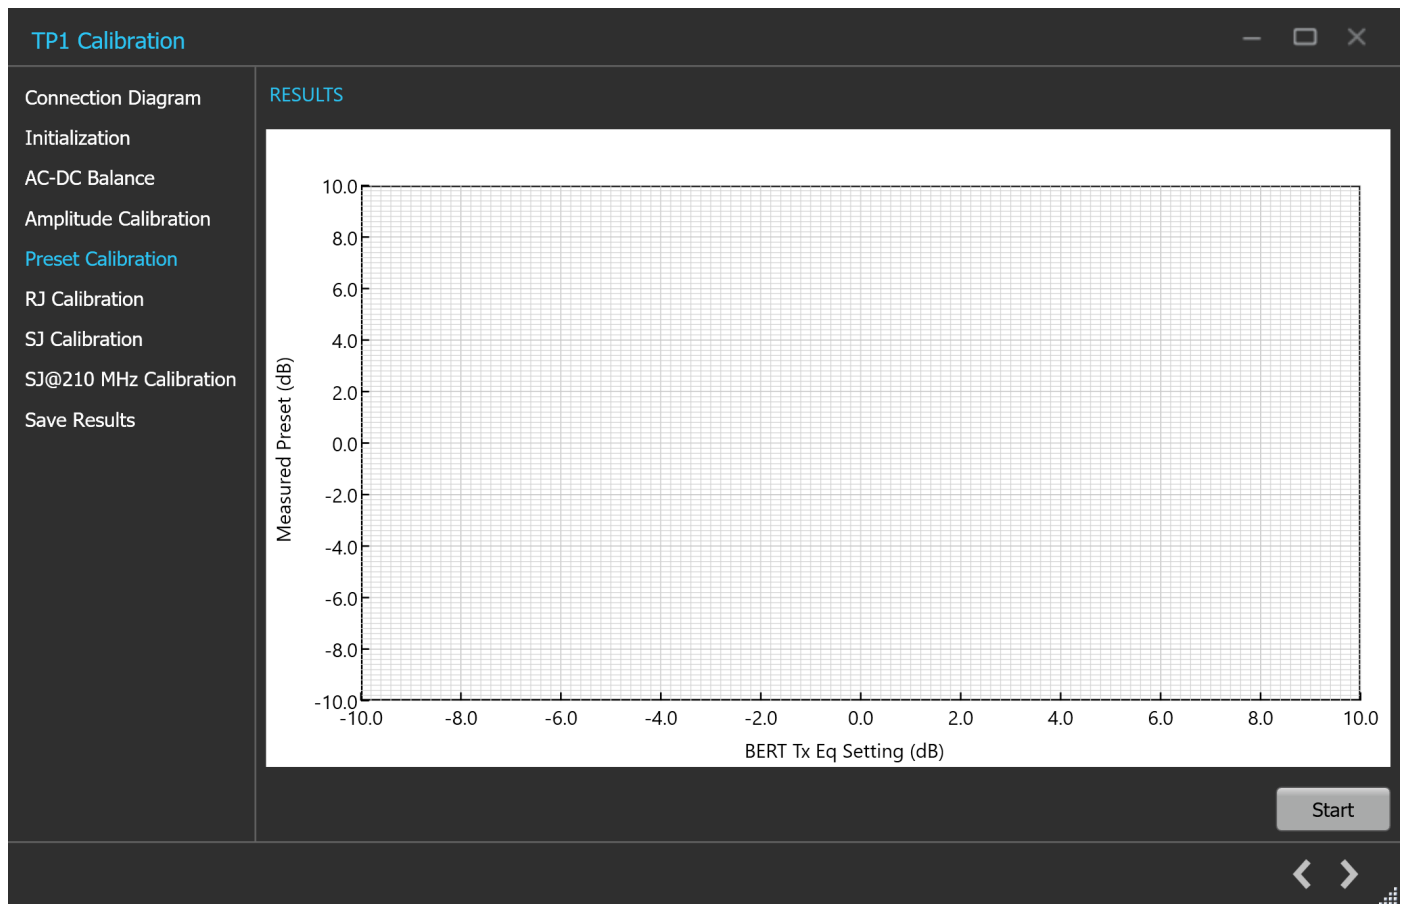 TP1 Calibration
Connection Diagram
Initialization
AC-DC Balance
Amplitude Calibration
Preset Calibration
RJ Calibration
SJ Calibration
SJ@210 MHz Calibration
Save Results
RESULTS
Measured Preset (dB)
10.0
8.0
6.0
4.0
2.0
0.0
-2.0
-4.0
-6.0
-8.0
-10.0
-10.0 -8.0 -6.0 -4.0 -2.0 0.0 2.0 4.0 6.0 8.0 10.0
BERT Tx Eq Setting (dB)
Start